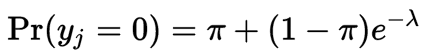 Pr(y_j = 0) = π + (1 − π)e^{−λ}